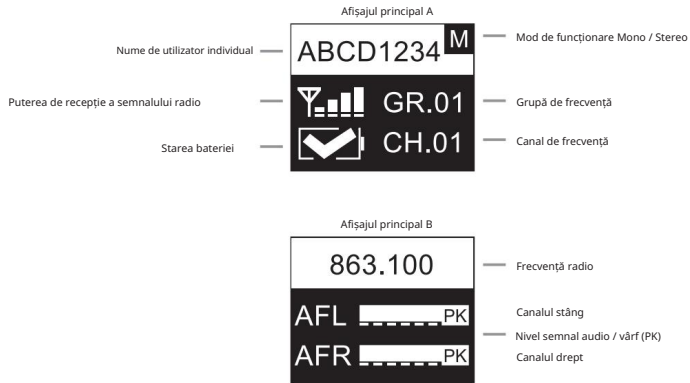 Afișajul principal A
Nume de utilizator individual
ABCD1234
M
Mod de funcționare Mono / Stereo
Puterea de recepție a semnalului radio
GR.01
Grupă de frecvență
Starea bateriei
CH.01
Canal de frecvență
Afișajul principal B
863.100
Frecvență radio
AFL PK
Canalul stâng
Nivel semnal audio / vârf (PK)
AFR PK
Canalul drept